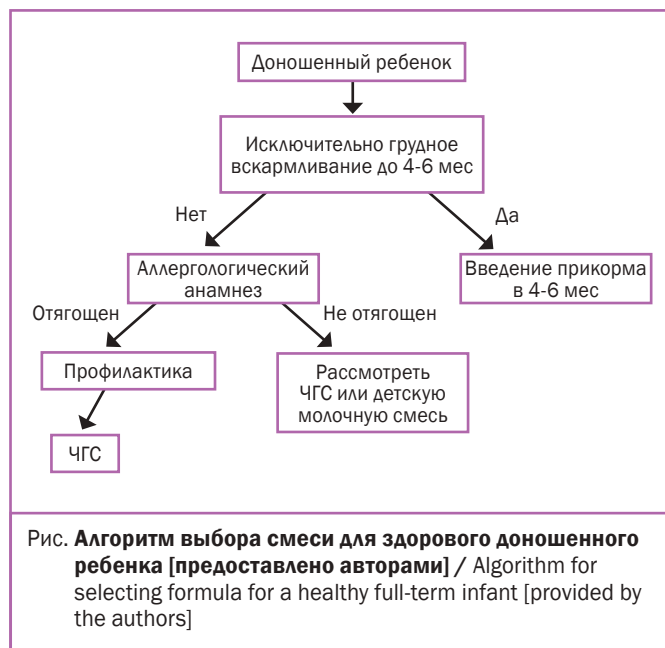 Доношенный ребенок
Исключительно грудное
вскармливание до 4-6 мес
Нет
Да
Аллергологический
анамнез
Введение прикорма
в 4-6 мес
Отягощен
Не отягощен
Профилактика
Рассмотреть
ЧГС или детскую
молочную смесь
ЧГС
Рис. Алгоритм выбора смеси для здорового доношенного
ребенка [предоставлено авторами] / Algorithm for
selecting formula for a healthy full-term infant [provided by
the authors]